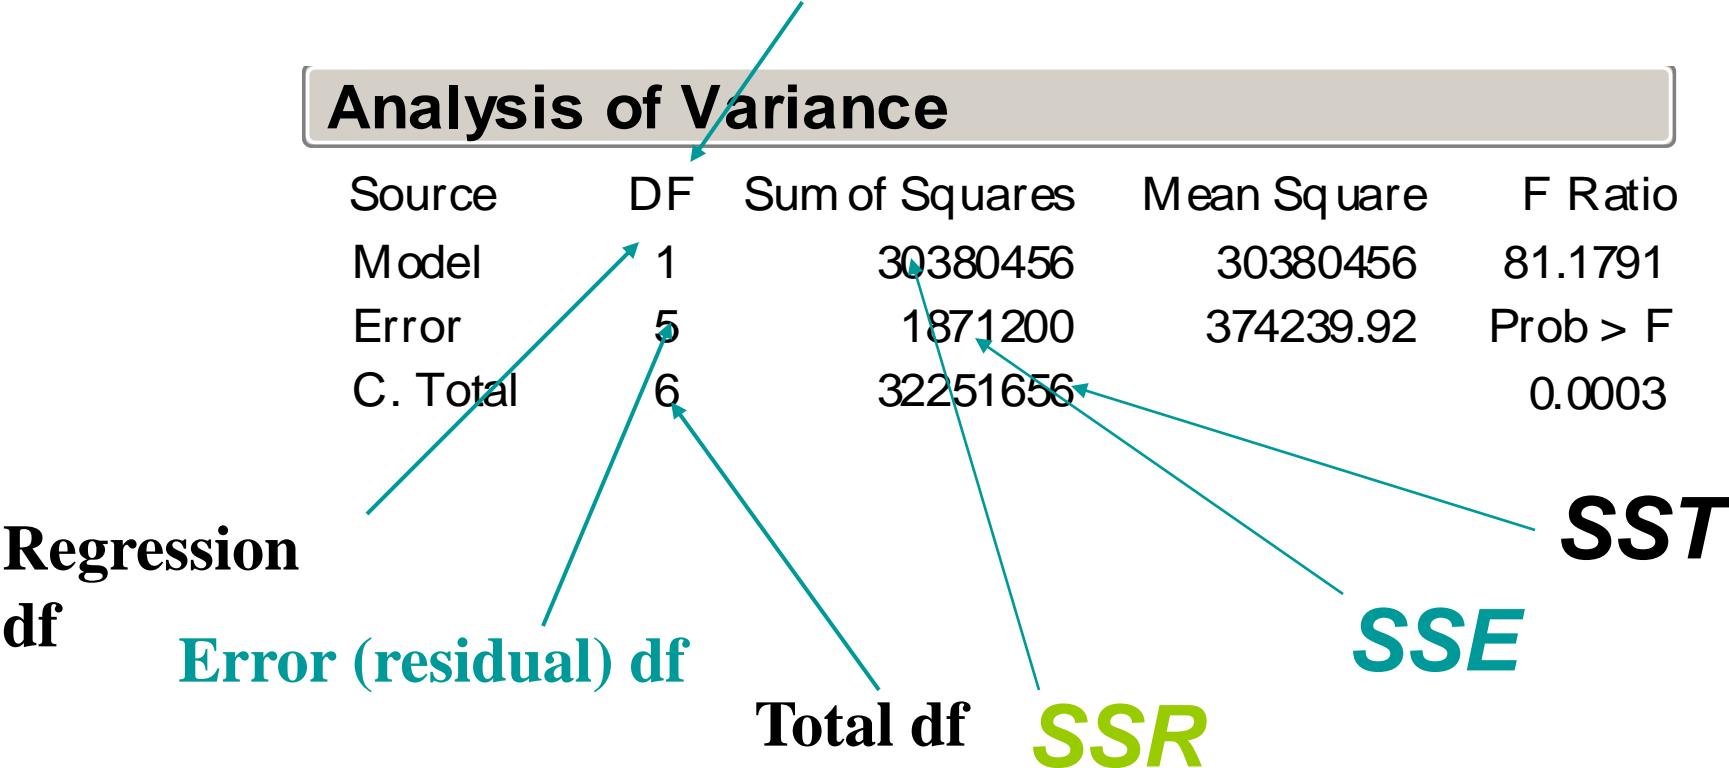 Analysis of Variance
Source DF Sum of Squares Mean Square F Ratio
Model 1 30380456 30380456 81.1791
Error 5 1871200 374239.92 Prob > F
C. Total 6 32251656 0.0003
SST
Regression
df
SSE
Error (residual) df
Total df
SSR